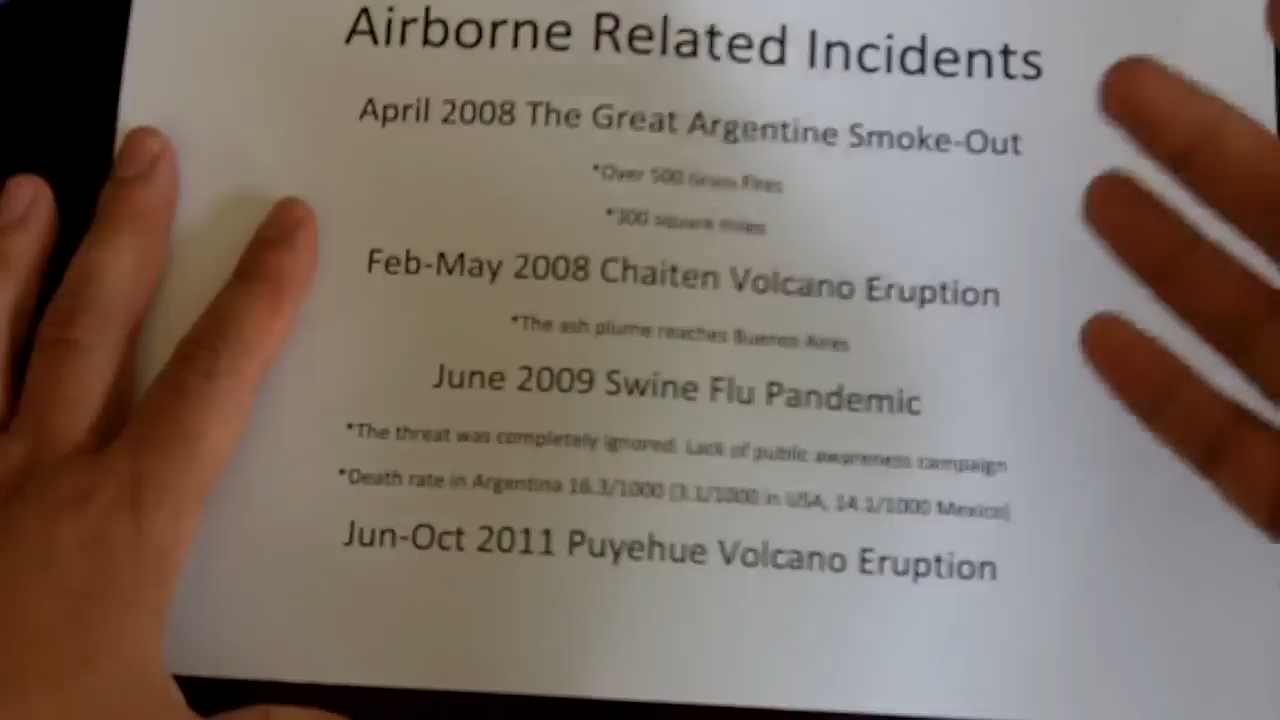 Airborne Related Incidents
April 2008 The Great Argentine Smoke-Out
*Over 500 Grass Fires
*300 square miles
Feb-May 2008 Chaiten Volcano Eruption
*The ash plume reaches Buenos Aires
June 2009 Swine Flu Pandemic
*The threat was completely ignored. Lack of public awareness campaign
*Death rate in Argentina 16.3/1000 (3.1/1000 in USA, 14.1/1000 Mexico)
Jun-Oct 2011 Puyehue Volcano Eruption